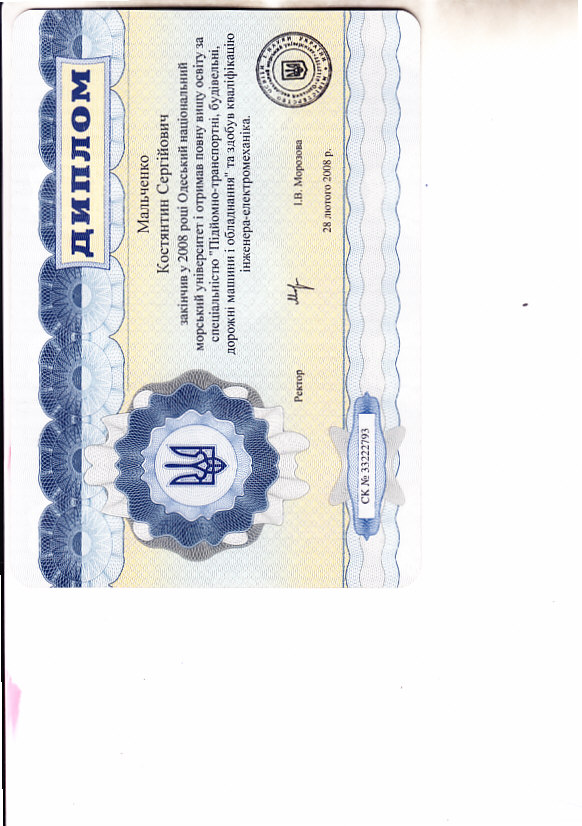 ДИПЛОМ
Мальченко
Костянтин Сергійович
закінчив у 2008 році Одеський національний
морський університет і отримав повну вищу освіту за
спеціальністю "Підйомно-транспортні, будівельні,
дорожні машини і обладнання" та здобув кваліфікацію
інженера-електромеханіка.
Ректор І.В. Морозова
28 лютого 2008 р.
СК № 33222793